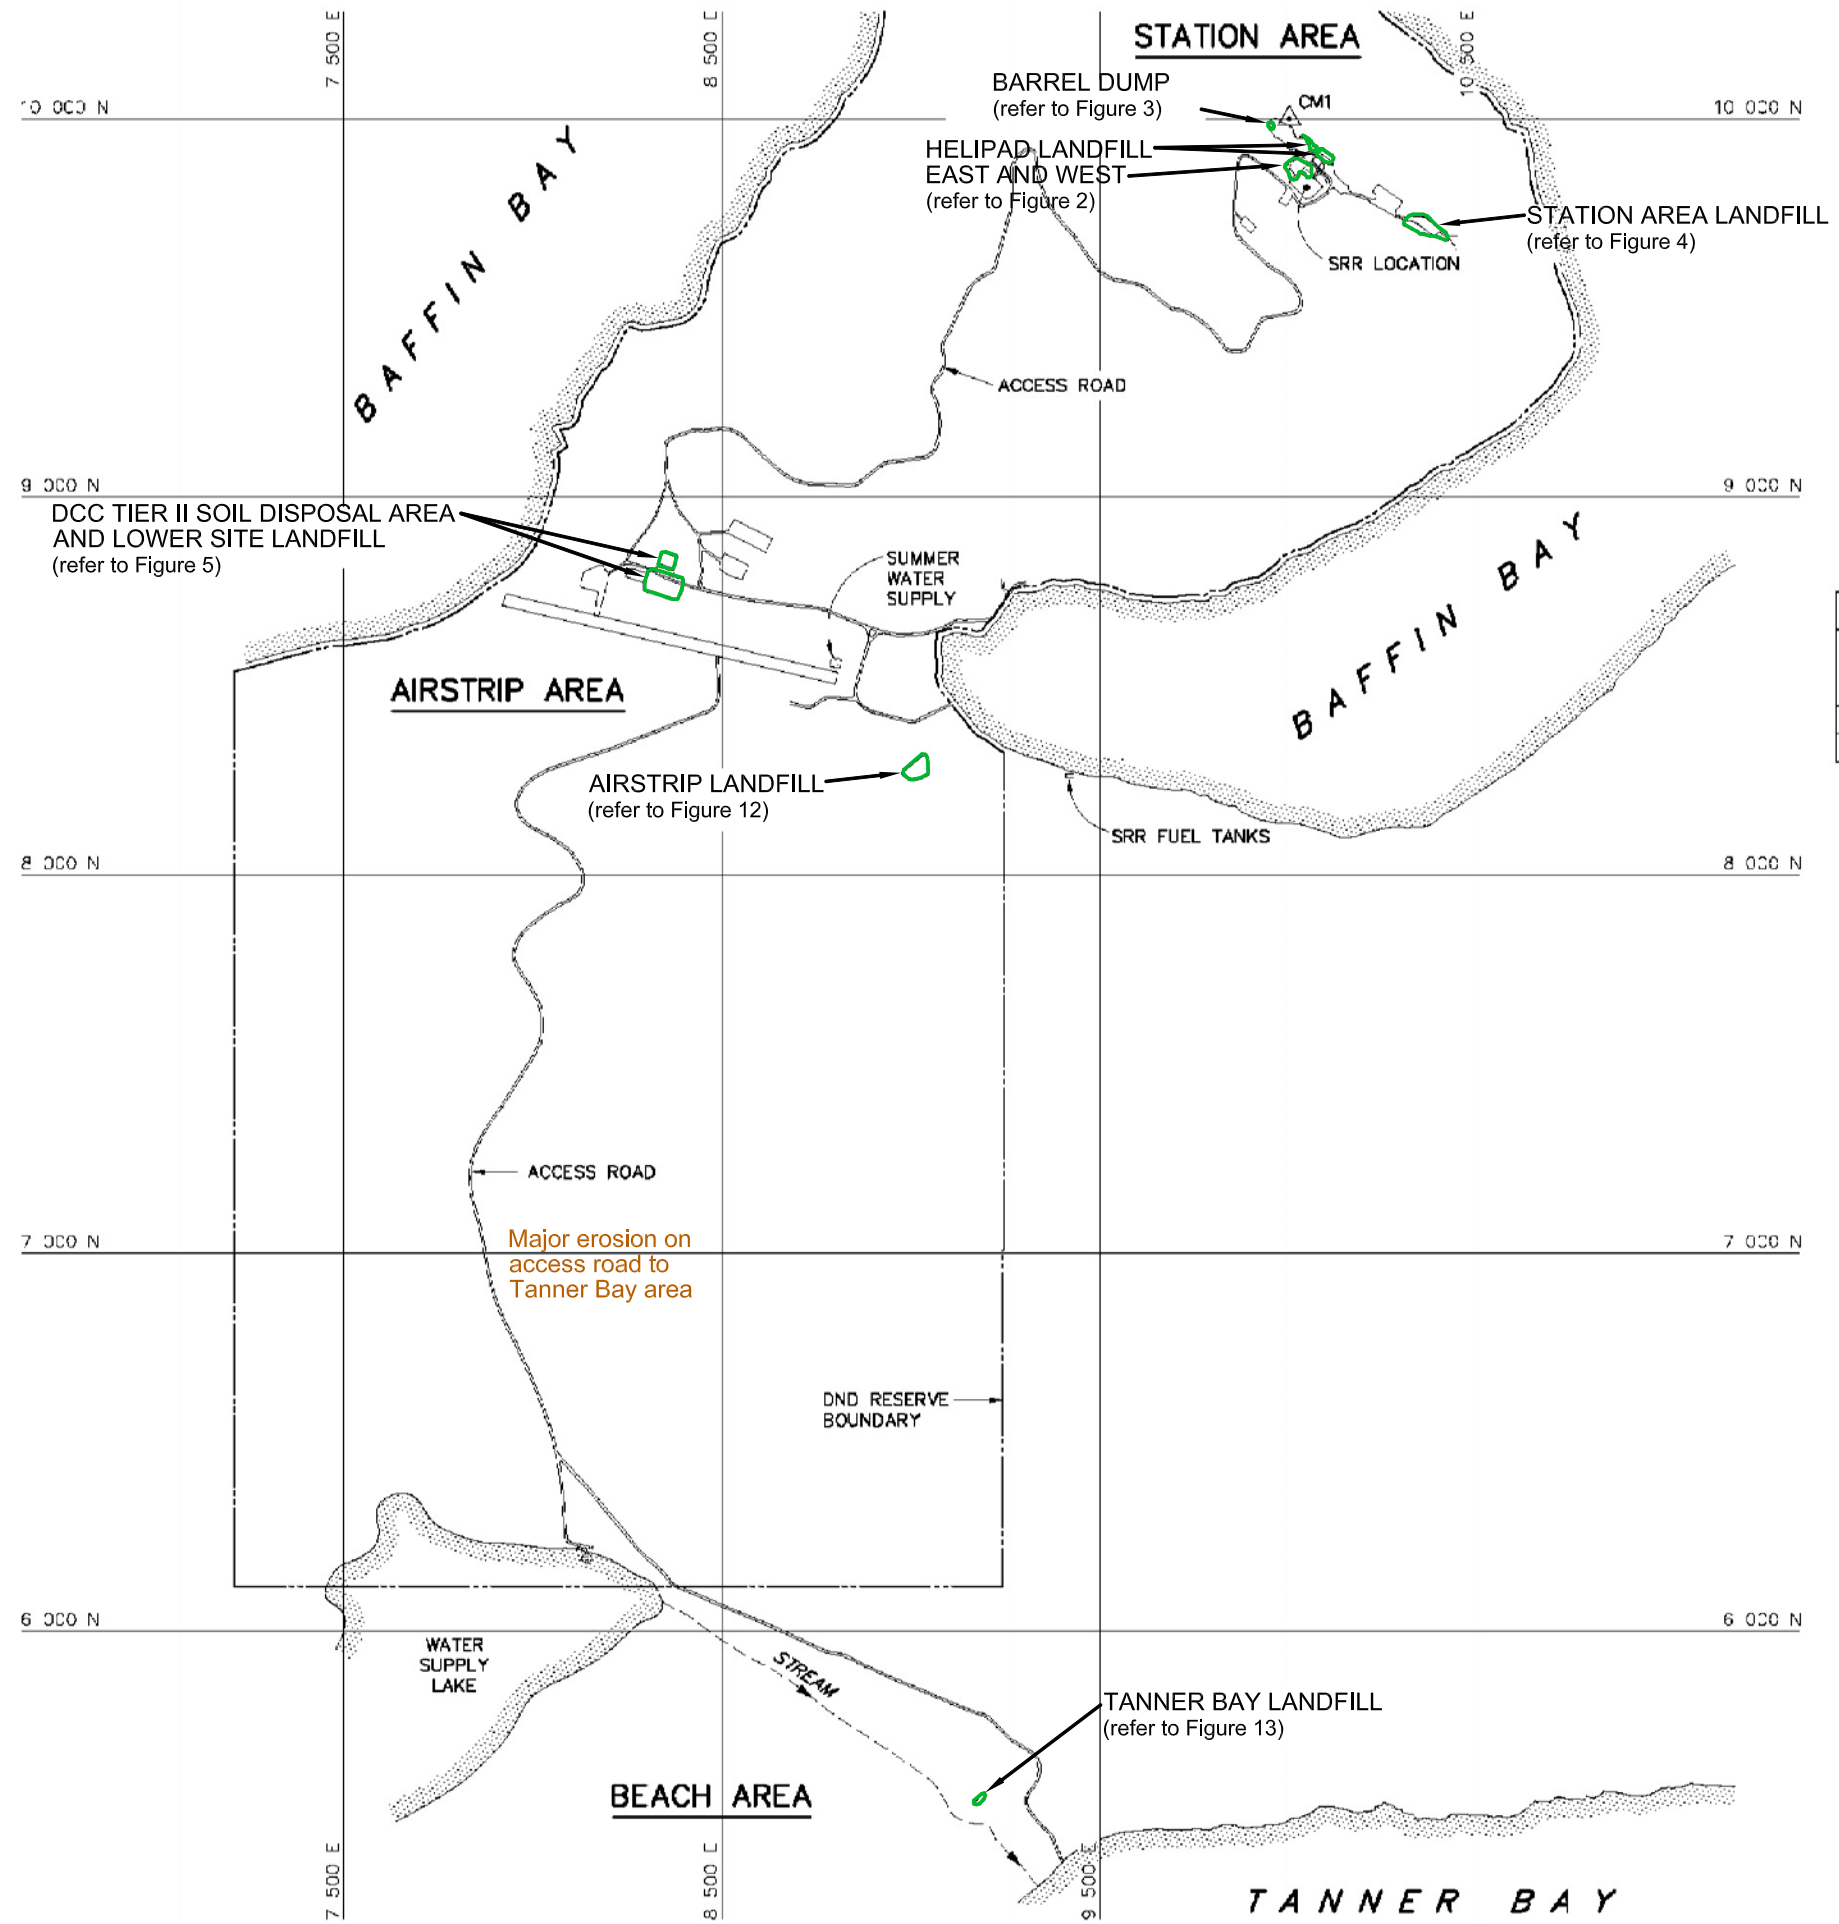 7 500 E
8 500 E
STATION AREA
10 500 E
BARREL DUMP
(refer to Figure 3)
CM1
10 000 N
10 000 N
HELIPAD LANDFILL
EAST AND WEST
(refer to Figure 2)
STATION AREA LANDFILL
(refer to Figure 4)
SRR LOCATION
BAFFIN BAY
ACCESS ROAD
9 000 N
9 000 N
DCC TIER II SOIL DISPOSAL AREA
AND LOWER SITE LANDFILL
(refer to Figure 5)
SUMMER
WATER
SUPPLY
BAFFIN BAY
AIRSTRIP AREA
AIRSTRIP LANDFILL
(refer to Figure 12)
SRR FUEL TANKS
8 000 N
8 000 N
ACCESS ROAD
Major erosion on
access road to
Tanner Bay area
7 000 N
7 000 N
DND RESERVE
BOUNDARY
6 000 N
6 000 N
WATER
SUPPLY
LAKE
STREAM
TANNER BAY LANDFILL
(refer to Figure 13)
BEACH AREA
7 500 E
8 500 E
9 500 E
TANNER BAY